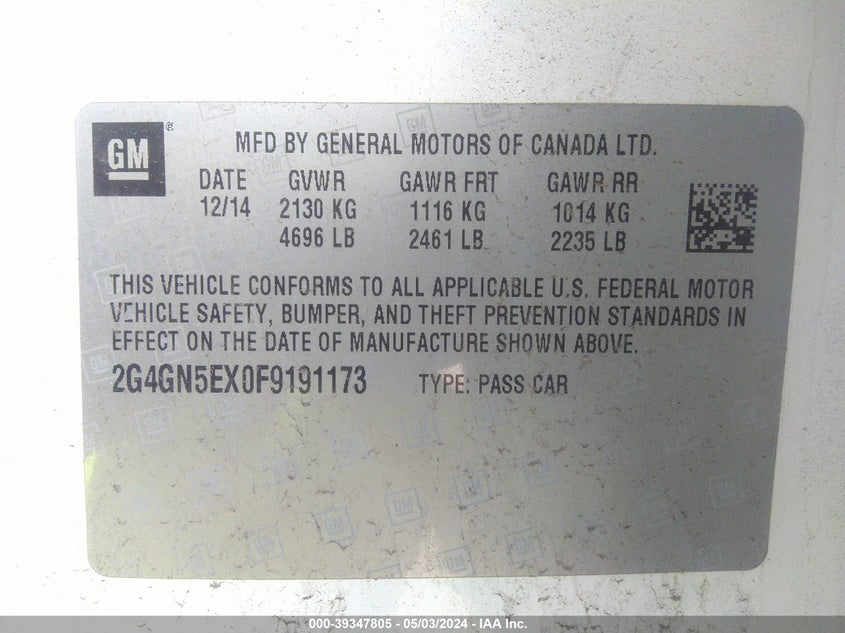 GM ®
MFD BY GENERAL MOTORS OF CANADA LTD.
DATE GVWR GAWR FRT GAWR RR
12/14 2130 KG 1116 KG 1014 KG
4696 LB 2461 LB 2235 LB
THIS VEHICLE CONFORMS TO ALL APPLICABLE U.S. FEDERAL MOTOR
VEHICLE SAFETY, BUMPER, AND THEFT PREVENTION STANDARDS IN
EFFECT ON THE DATE OF MANUFACTURE SHOWN ABOVE.
2G4GN5EX0F9191173 TYPE: PASS CAR
000-39347805 - 05/03/2024 - IAA Inc.